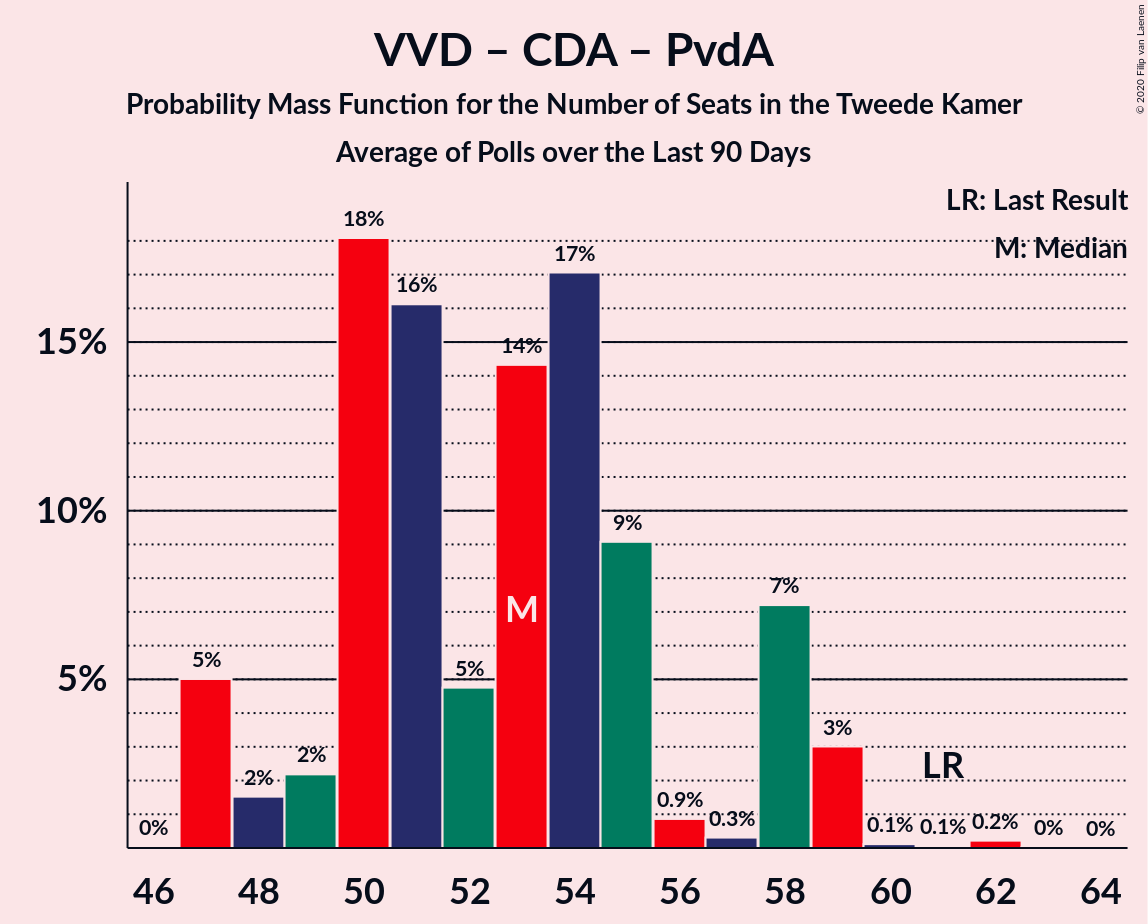 VVD – CDA – PvdA
Probability Mass Function for the Number of Seats in the Tweede Kamer
Average of Polls over the Last 90 Days
© 2020 Filip van Laenen
LR: Last Result
M: Median
15%
10%
5%
0%
5%
2%
2%
18%
16%
5%
14%
17%
9%
0.9%
0.3%
7%
3%
0.1%
0.1%
0.2%
0%
0%
M
LR
46 48 50 52 54 56 58 60 62 64